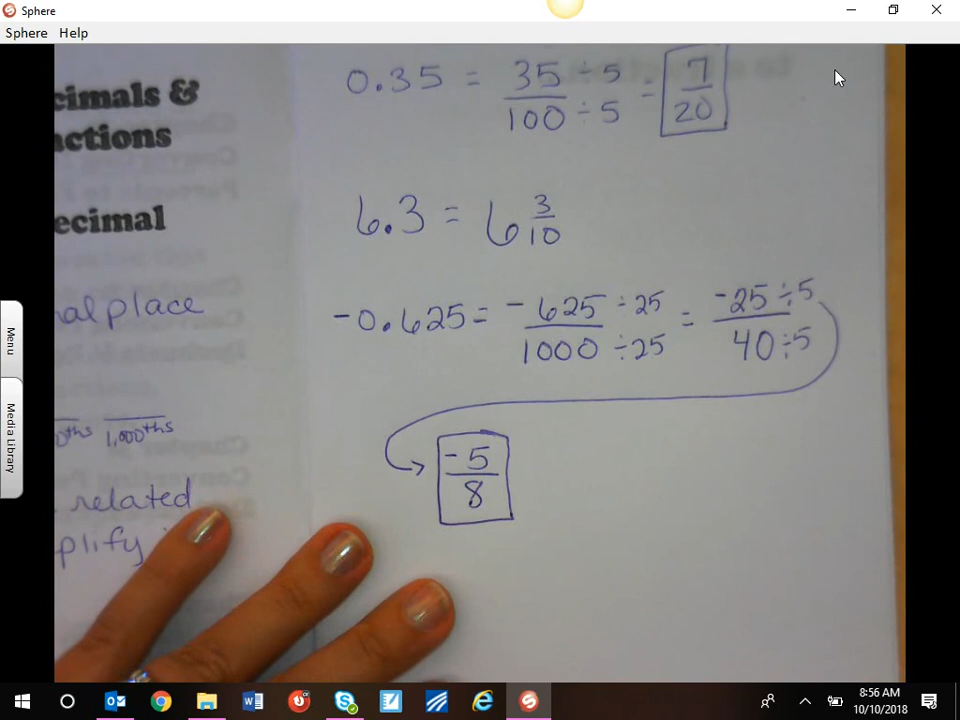 Sphere
Sphere Help
cimals &
actions
ecimal
nal place
ths 1,000ths
related
plify
0.35 = 35 ÷5 / 100 ÷5 = 7/20
6.3 = 6 3/10
-0.625 = -625 ÷25 / 1000 ÷25 = -25 ÷5 / 40 ÷5
-5/8
Menu
Media Library
8:56 AM
10/10/2018